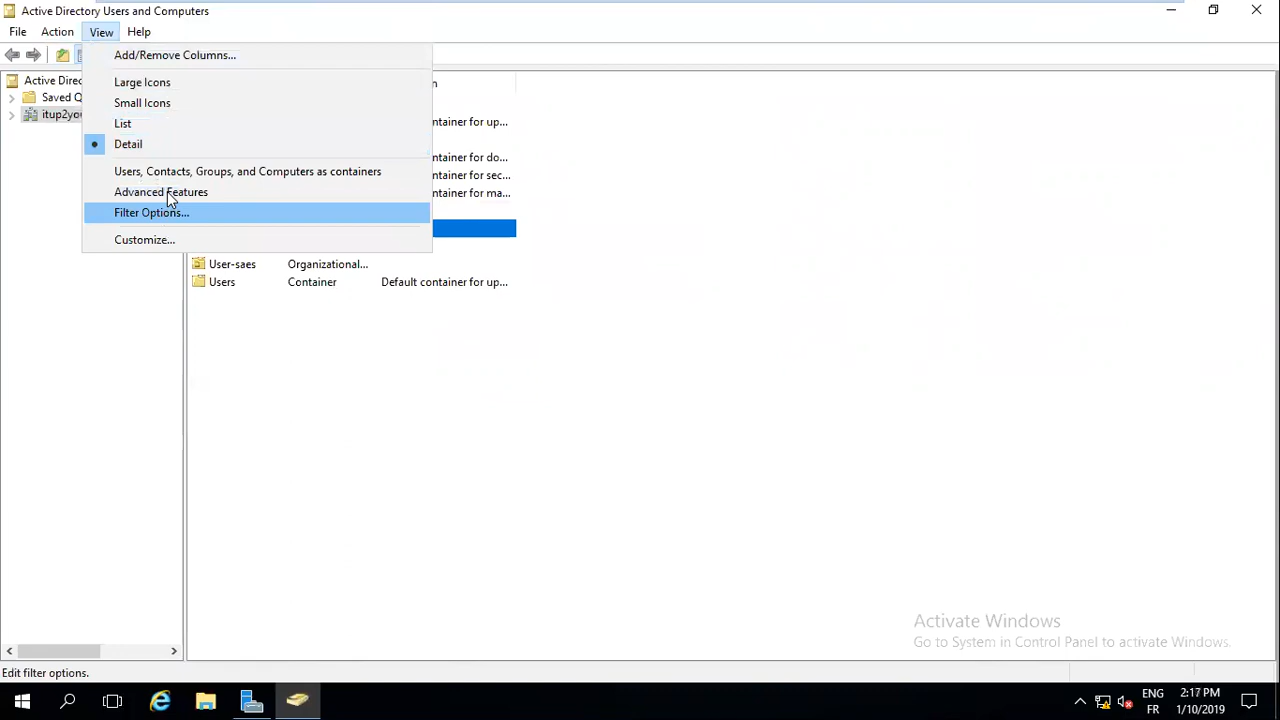 Active Directory Users and Computers
File Action View Help
Add/Remove Columns...
Active Direc
Large Icons
Saved Q
Small Icons
itup2you
List
Detail
Users, Contacts, Groups, and Computers as containers
Advanced Features
Filter Options...
Customize...
n
ntainer for up...
ntainer for do...
ntainer for sec...
ntainer for ma...
User-saes Organizational...
Users Container Default container for up...
Activate Windows
Go to System in Control Panel to activate Windows.
Edit filter options.
ENG 2:17 PM
FR 1/10/2019